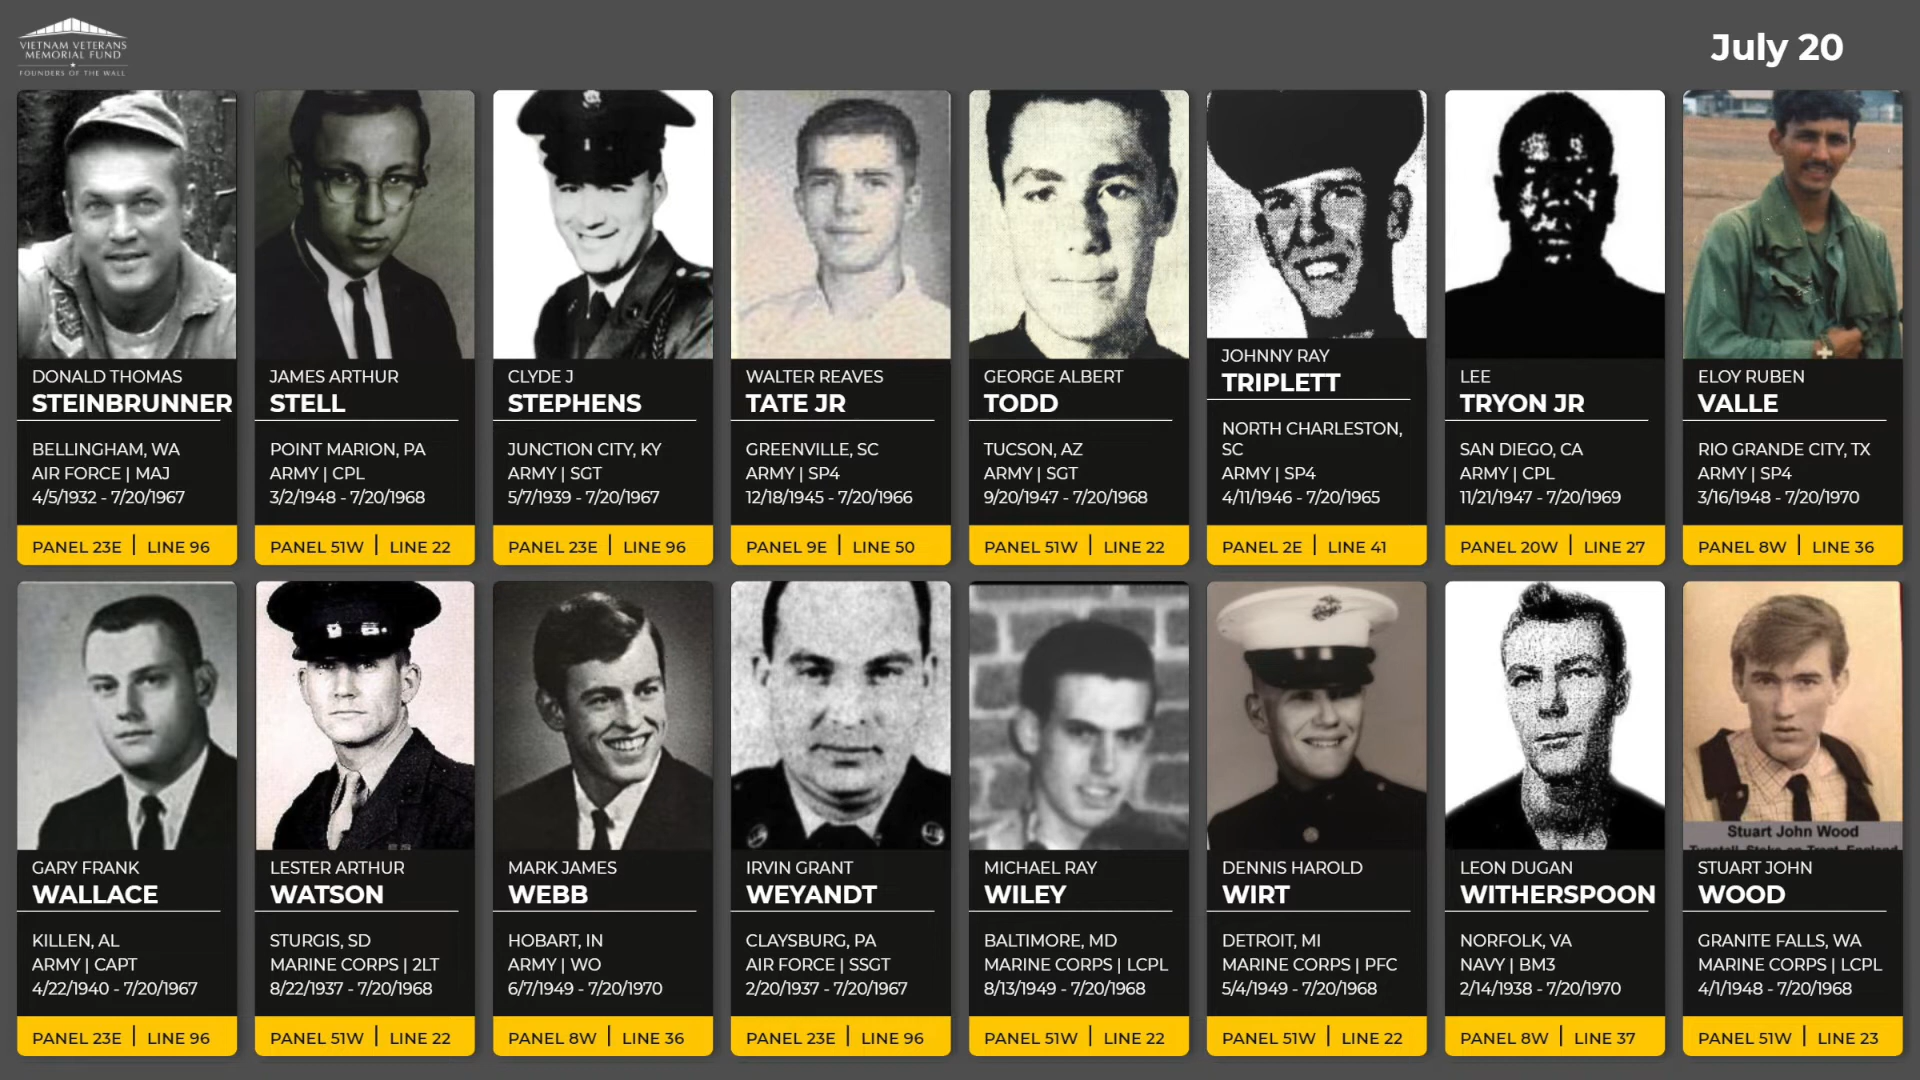 VIETNAM VETERANS
MEMORIAL FUND
FOUNDERS OF THE WALL
July 20
DONALD THOMAS
STEINBRUNNER
BELLINGHAM, WA
AIR FORCE | MAJ
4/5/1932 - 7/20/1967
PANEL 23E | LINE 96
JAMES ARTHUR
STELL
POINT MARION, PA
ARMY | CPL
3/2/1948 - 7/20/1968
PANEL 51W | LINE 22
CLYDE J
STEPHENS
JUNCTION CITY, KY
ARMY | SGT
5/7/1939 - 7/20/1967
PANEL 23E | LINE 96
WALTER REAVES
TATE JR
GREENVILLE, SC
ARMY | SP4
12/18/1945 - 7/20/1966
PANEL 9E | LINE 50
GEORGE ALBERT
TODD
TUCSON, AZ
ARMY | SGT
9/20/1947 - 7/20/1968
PANEL 51W | LINE 22
JOHNNY RAY
TRIPLETT
NORTH CHARLESTON,
SC
ARMY | SP4
4/11/1946 - 7/20/1965
PANEL 2E | LINE 41
LEE
TRYON JR
SAN DIEGO, CA
ARMY | CPL
11/21/1947 - 7/20/1969
PANEL 20W | LINE 27
ELOY RUBEN
VALLE
RIO GRANDE CITY, TX
ARMY | SP4
3/16/1948 - 7/20/1970
PANEL 8W | LINE 36
GARY FRANK
WALLACE
KILLEN, AL
ARMY | CAPT
4/22/1940 - 7/20/1967
PANEL 23E | LINE 96
LESTER ARTHUR
WATSON
STURGIS, SD
MARINE CORPS | 2LT
8/22/1937 - 7/20/1968
PANEL 51W | LINE 22
MARK JAMES
WEBB
HOBART, IN
ARMY | WO
6/7/1949 - 7/20/1970
PANEL 8W | LINE 36
IRVIN GRANT
WEYANDT
CLAYSBURG, PA
AIR FORCE | SSGT
2/20/1937 - 7/20/1967
PANEL 23E | LINE 96
MICHAEL RAY
WILEY
BALTIMORE, MD
MARINE CORPS | LCPL
8/13/1949 - 7/20/1968
PANEL 51W | LINE 22
DENNIS HAROLD
WIRT
DETROIT, MI
MARINE CORPS | PFC
5/4/1949 - 7/20/1968
PANEL 51W | LINE 22
LEON DUGAN
WITHERSPOON
NORFOLK, VA
NAVY | BM3
2/14/1938 - 7/20/1970
PANEL 8W | LINE 37
Stuart John Wood
STUART JOHN
WOOD
GRANITE FALLS, WA
MARINE CORPS | LCPL
4/1/1948 - 7/20/1968
PANEL 51W | LINE 23